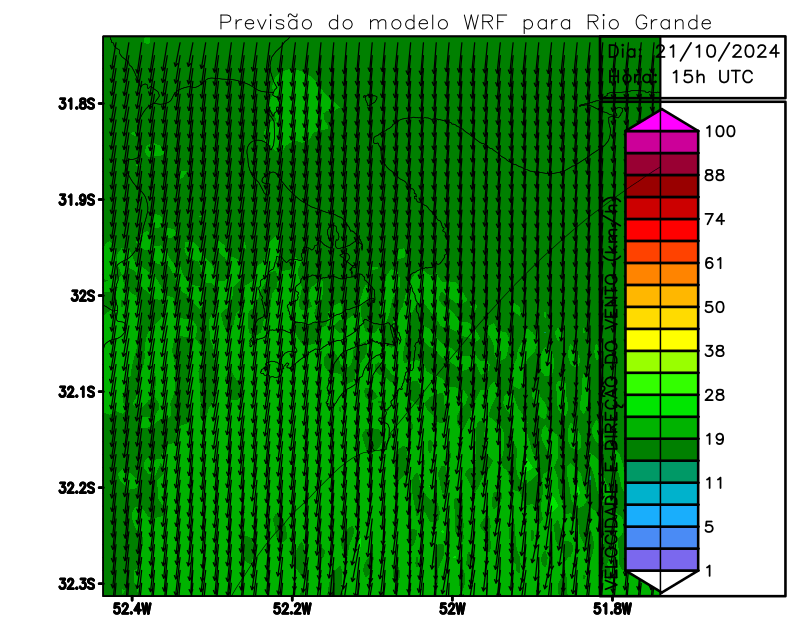 Previsão do modelo WRF para Rio Grande
Dia: 21/10/2024
Hora: 15h UTC
31.8S
31.9S
32S
32.1S
32.2S
32.3S
52.4W
52.2W
52W
51.8W
VELOCIDADE E DIREÇÃO DO VENTO (km/h)
100
88
74
61
50
38
28
19
11
5
1